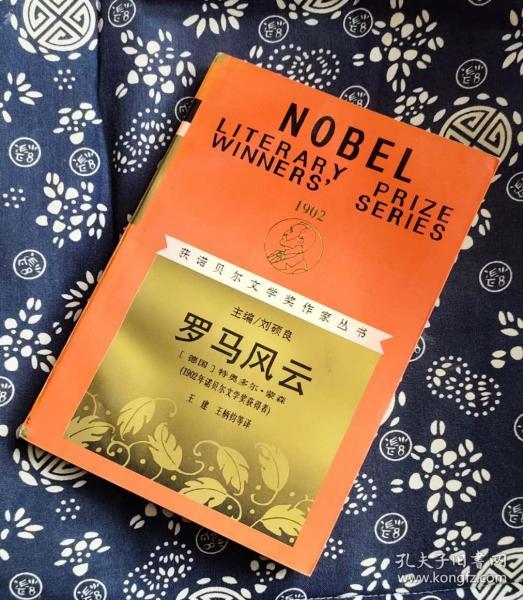 NOBEL
LITERARY PRIZE
WINNERS' SERIES
1902
获诺贝尔文学奖作家丛书
主编/刘硕良
罗马风云
〔德国〕特奥多尔·蒙森
(1902年诺贝尔文学奖获得者)
王建 王炳钧等译
孔夫子旧书网
www.kongfz.com